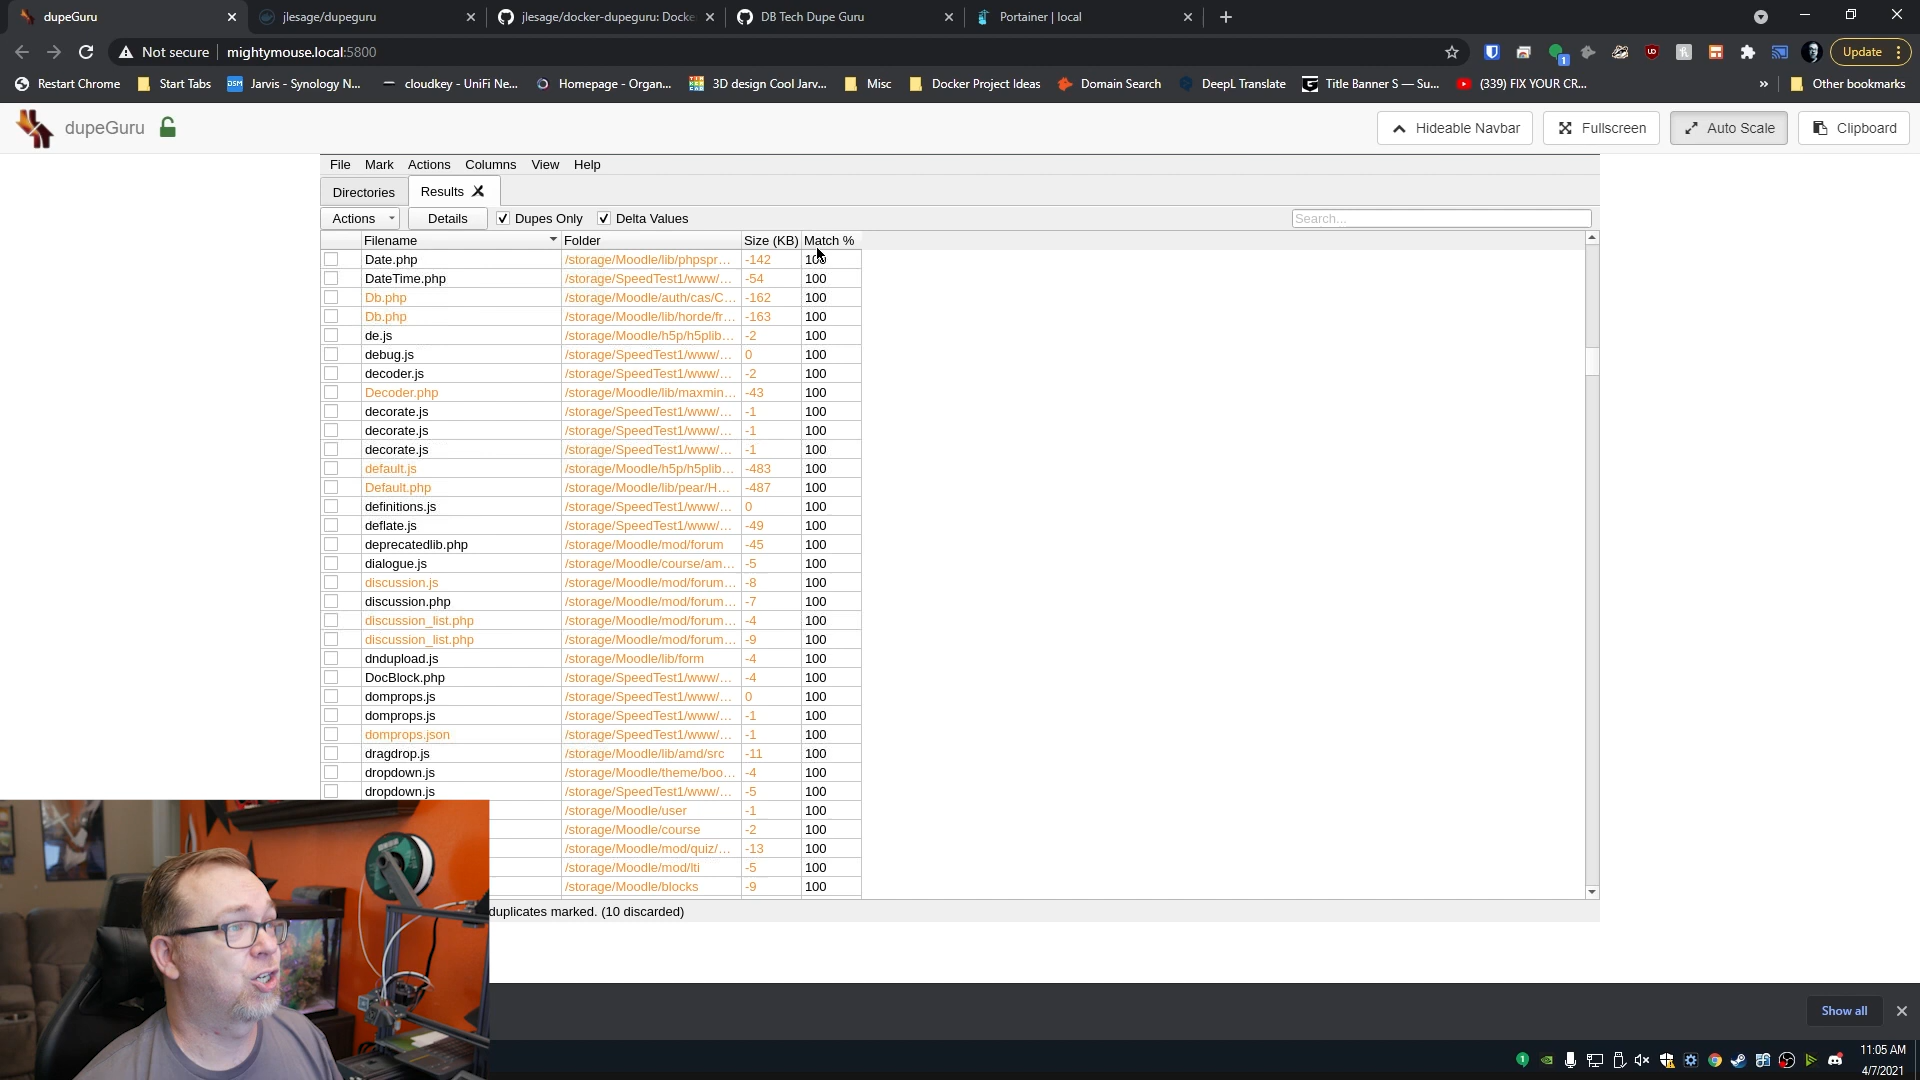 dupeGuru
jlesage/dupeguru
jlesage/docker-dupeguru: Docke
DB Tech Dupe Guru
Portainer | local
Not secure
mightymouse.local:5800
Update
Restart Chrome
Start Tabs
Jarvis - Synology N...
cloudkey - UniFi Ne...
Homepage - Organ...
3D design Cool Jarv...
Misc
Docker Project Ideas
Domain Search
DeepL Translate
Title Banner S — Su...
(339) FIX YOUR CR...
»
Other bookmarks
dupeGuru
Hideable Navbar
Fullscreen
Auto Scale
Clipboard
File Mark Actions Columns View Help
Directories
Results
Actions
Details
Dupes Only
Delta Values
Search...
Filename Folder Size (KB) Match %
Date.php /storage/Moodle/lib/phpspr... -142 100
DateTime.php /storage/SpeedTest1/www/... -54 100
Db.php /storage/Moodle/auth/cas/C... -162 100
Db.php /storage/Moodle/lib/horde/fr... -163 100
de.js /storage/Moodle/h5p/h5plib... -2 100
debug.js /storage/SpeedTest1/www/... 0 100
decoder.js /storage/SpeedTest1/www/... -2 100
Decoder.php /storage/Moodle/lib/maxmin... -43 100
decorate.js /storage/SpeedTest1/www/... -1 100
decorate.js /storage/SpeedTest1/www/... -1 100
decorate.js /storage/SpeedTest1/www/... -1 100
default.js /storage/Moodle/h5p/h5plib... -483 100
Default.php /storage/Moodle/lib/pear/H... -487 100
definitions.js /storage/SpeedTest1/www/... 0 100
deflate.js /storage/SpeedTest1/www/... -49 100
deprecatedlib.php /storage/Moodle/mod/forum -45 100
dialogue.js /storage/Moodle/course/am... -5 100
discussion.js /storage/Moodle/mod/forum... -8 100
discussion.php /storage/Moodle/mod/forum... -7 100
discussion_list.php /storage/Moodle/mod/forum... -4 100
discussion_list.php /storage/Moodle/mod/forum... -9 100
dndupload.js /storage/Moodle/lib/form -4 100
DocBlock.php /storage/SpeedTest1/www/... -4 100
domprops.js /storage/SpeedTest1/www/... 0 100
domprops.js /storage/SpeedTest1/www/... -1 100
domprops.json /storage/SpeedTest1/www/... -1 100
dragdrop.js /storage/Moodle/lib/amd/src -11 100
dropdown.js /storage/Moodle/theme/boo... -4 100
dropdown.js /storage/SpeedTest1/www/... -5 100
/storage/Moodle/user -1 100
/storage/Moodle/course -2 100
/storage/Moodle/mod/quiz/... -13 100
/storage/Moodle/mod/lti -5 100
/storage/Moodle/blocks -9 100
duplicates marked. (10 discarded)
Show all
11:05 AM
4/7/2021